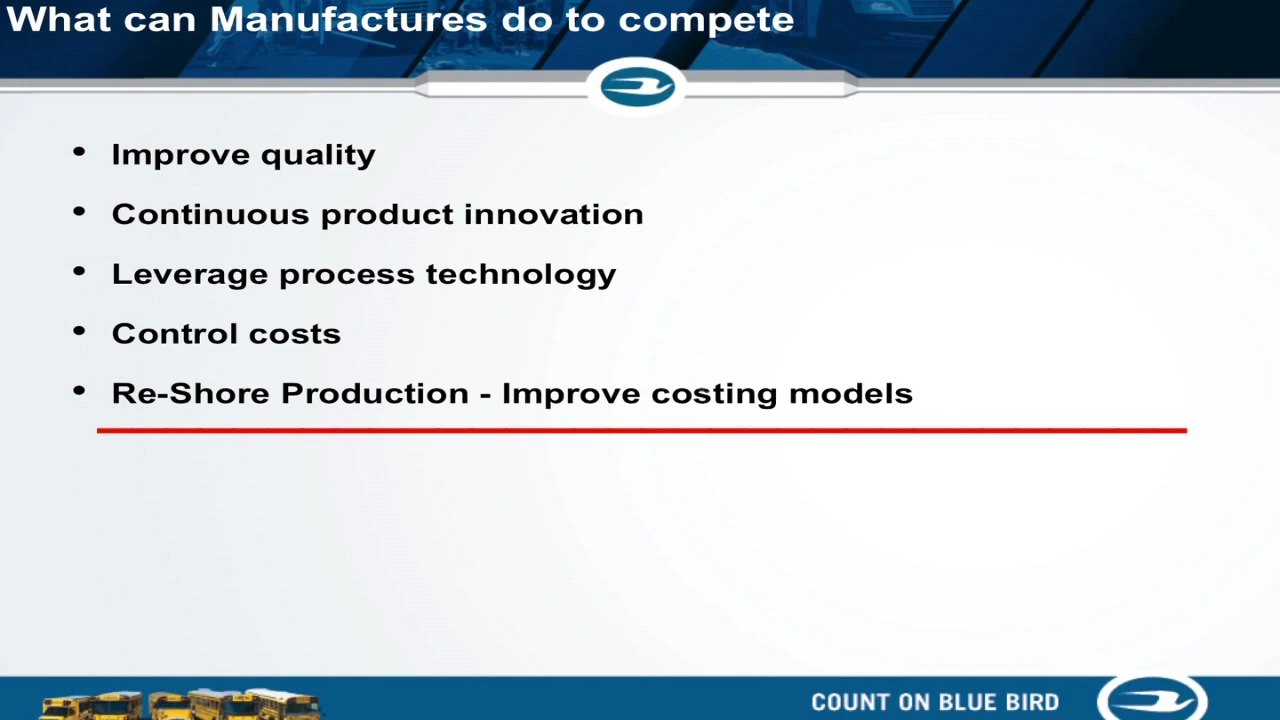 What can Manufactures do to compete
• Improve quality
• Continuous product innovation
• Leverage process technology
• Control costs
• Re-Shore Production - Improve costing models
COUNT ON BLUE BIRD